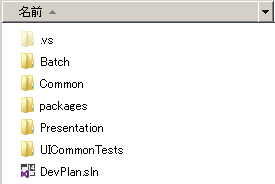 名前
.vs
Batch
Common
packages
Presentation
UICommonTests
DevPlan.sln